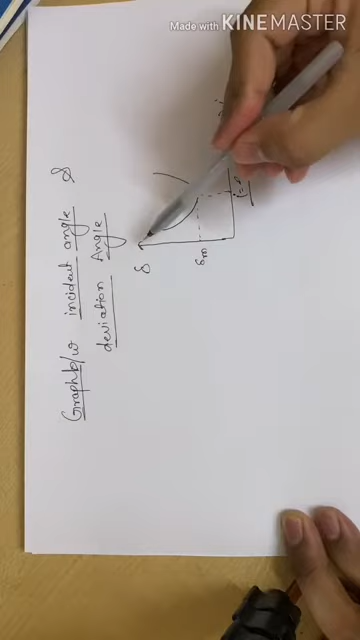 Made with KINEMASTER
Graph b/w incident angle &
deviation Angle
δ
δm
i=e